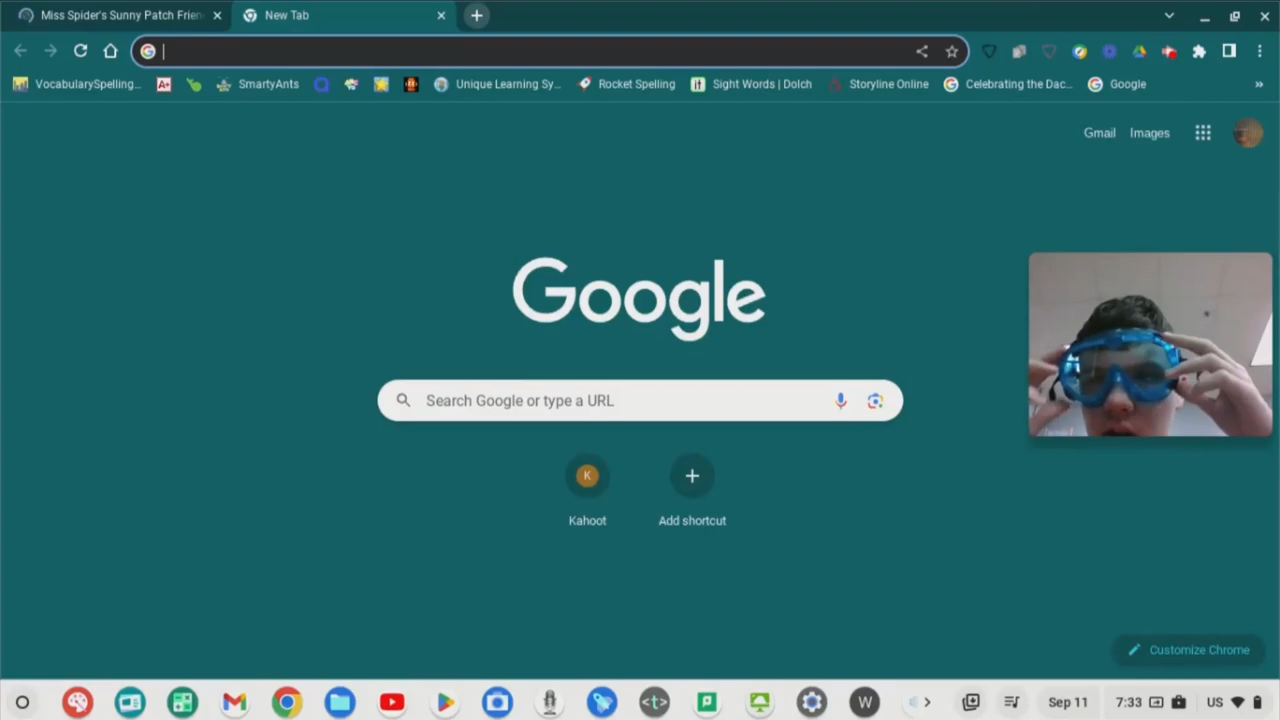 Miss Spider's Sunny Patch Frien
New Tab
VocabularySpelling...
A+
SmartyAnts
Unique Learning Sy...
Rocket Spelling
Sight Words | Dolch
Storyline Online
Celebrating the Dac...
Google
»
Gmail
Images
Google
Search Google or type a URL
K
Kahoot
Add shortcut
Customize Chrome
<t>
W
Sep 11
7:33
US